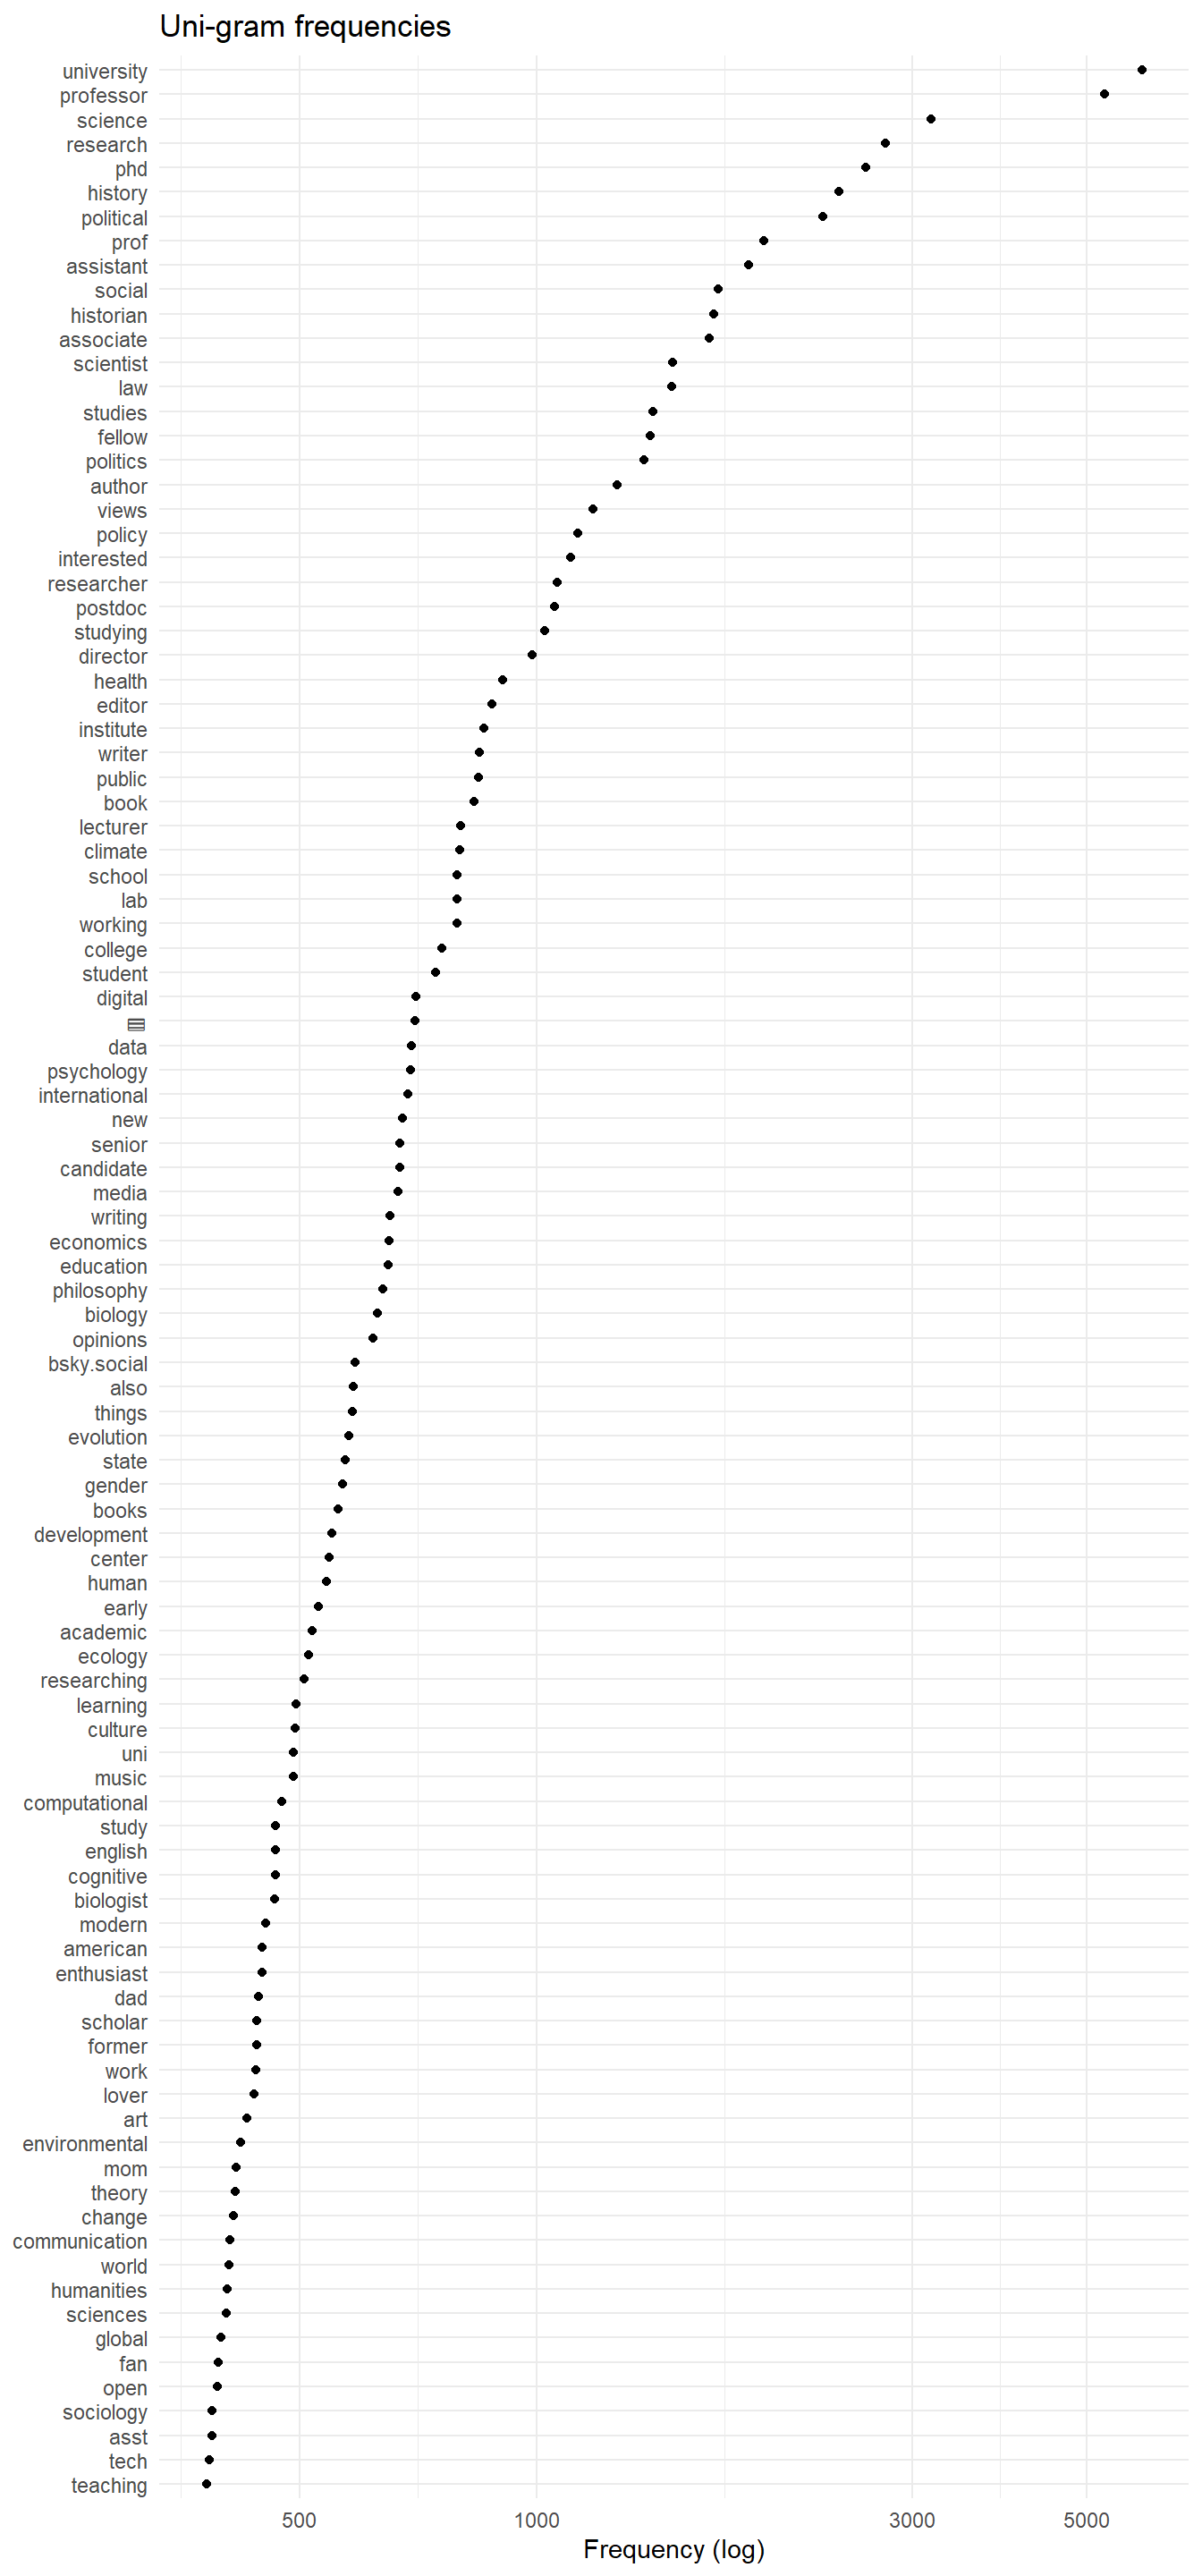 Uni-gram frequencies
university
professor
science
research
phd
history
political
prof
assistant
social
historian
associate
scientist
law
studies
fellow
politics
author
views
policy
interested
researcher
postdoc
studying
director
health
editor
institute
writer
public
book
lecturer
climate
school
lab
working
college
student
digital
data
psychology
international
new
senior
candidate
media
writing
economics
education
philosophy
biology
opinions
bsky.social
also
things
evolution
state
gender
books
development
center
human
early
academic
ecology
researching
learning
culture
uni
music
computational
study
english
cognitive
biologist
modern
american
enthusiast
dad
scholar
former
work
lover
art
environmental
mom
theory
change
communication
world
humanities
sciences
global
fan
open
sociology
asst
tech
teaching
500 1000 3000 5000
Frequency (log)